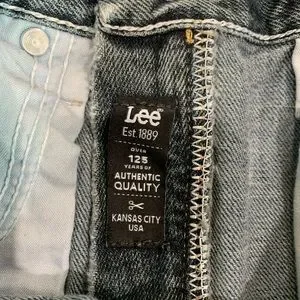 Lee
Est. 1889
OVER
125
YEARS OF
AUTHENTIC
QUALITY
KANSAS CITY
USA